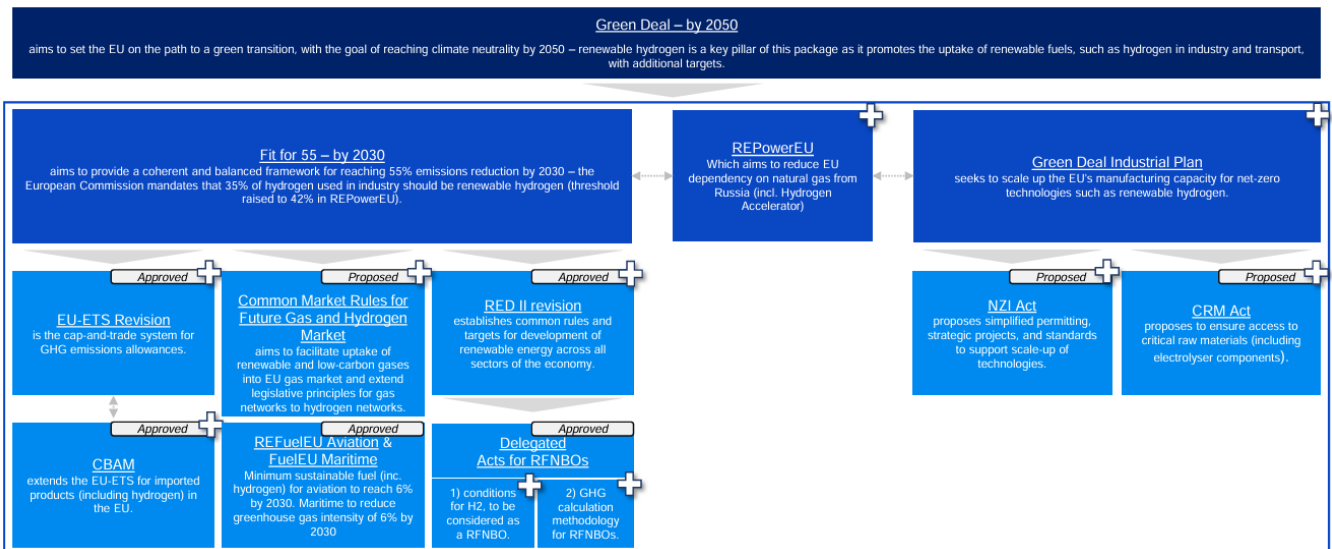 Green Deal – by 2050
aims to set the EU on the path to a green transition, with the goal of reaching climate neutrality by 2050 – renewable hydrogen is a key pillar of this package as it promotes the uptake of renewable fuels, such as hydrogen in industry and transport,
with additional targets.
Fit for 55 – by 2030
aims to provide a coherent and balanced framework for reaching 55% emissions reduction by 2030 – the
European Commission mandates that 35% of hydrogen used in industry should be renewable hydrogen (threshold
raised to 42% in REPowerEU).
REPowerEU
Which aims to reduce EU
dependency on natural gas from
Russia (incl. Hydrogen
Accelerator)
Green Deal Industrial Plan
seeks to scale up the EU's manufacturing capacity for net-zero
technologies such as renewable hydrogen.
Approved
EU-ETS Revision
is the cap-and-trade system for
GHG emissions allowances.
Proposed
Common Market Rules for
Future Gas and Hydrogen
Market
aims to facilitate uptake of
renewable and low-carbon gases
into EU gas market and extend
legislative principles for gas
networks to hydrogen networks.
Approved
RED II revision
establishes common rules and
targets for development of
renewable energy across all
sectors of the economy.
Proposed
NZI Act
proposes simplified permitting,
strategic projects, and standards
to support scale-up of
technologies.
Proposed
CRM Act
proposes to ensure access to
critical raw materials (including
electrolyser components).
Approved
CBAM
extends the EU-ETS for imported
products (including hydrogen) in
the EU.
Approved
REFuelEU Aviation &
FuelEU Maritime
Minimum sustainable fuel (inc.
hydrogen) for aviation to reach 6%
by 2030. Maritime to reduce
greenhouse gas intensity of 6% by
2030
Approved
Delegated
Acts for RFNBOs
1) conditions
for H2, to be
considered as
a RFNBO.
2) GHG
calculation
methodology
for RFNBOs.